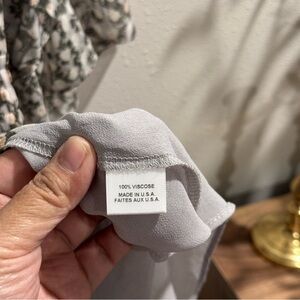 100% VISCOSE
MADE IN U.S.A
FAITES AUX U.S.A.